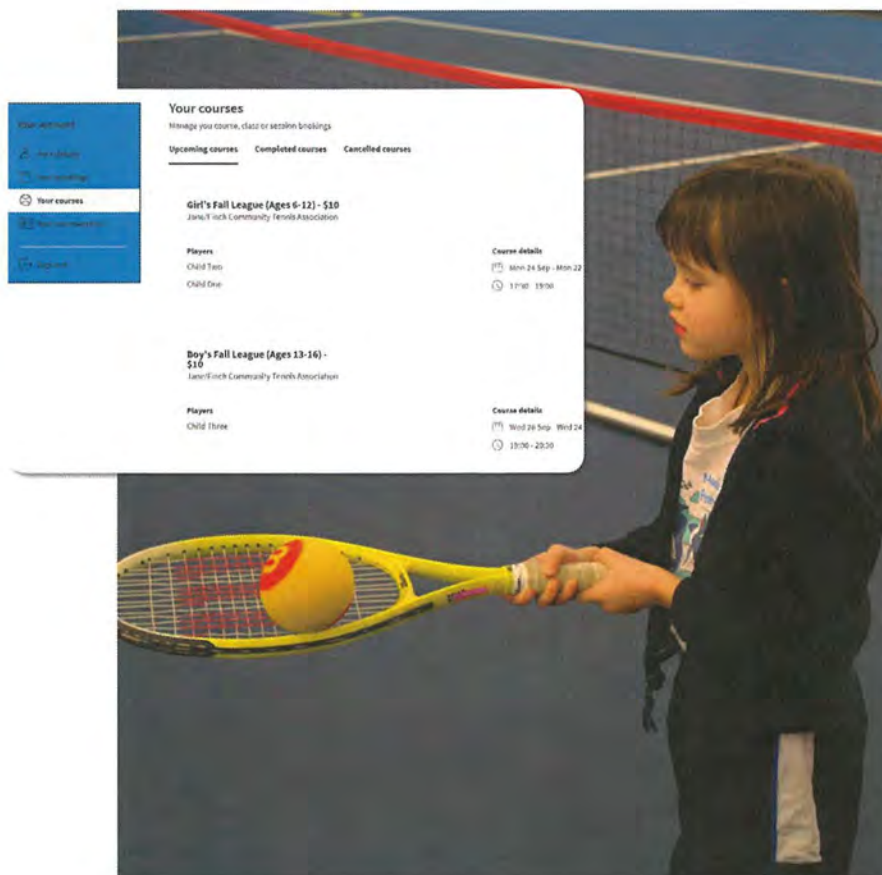 Your courses
Manage you course, class or session bookings
Upcoming courses Completed courses Cancelled courses
Your account
Your courses
Girl's Fall League (Ages 6-12) - $10
Jane/Finch Community Tennis Association
Players
Child Two
Child One
Course details
Mon 24 Sep - Mon 22
17:30 - 19:00
Boy's Fall League (Ages 13-16) -
$10
Jane/Finch Community Tennis Association
Players
Child Three
Course details
Wed 26 Sep - Wed 24
19:00 - 20:30